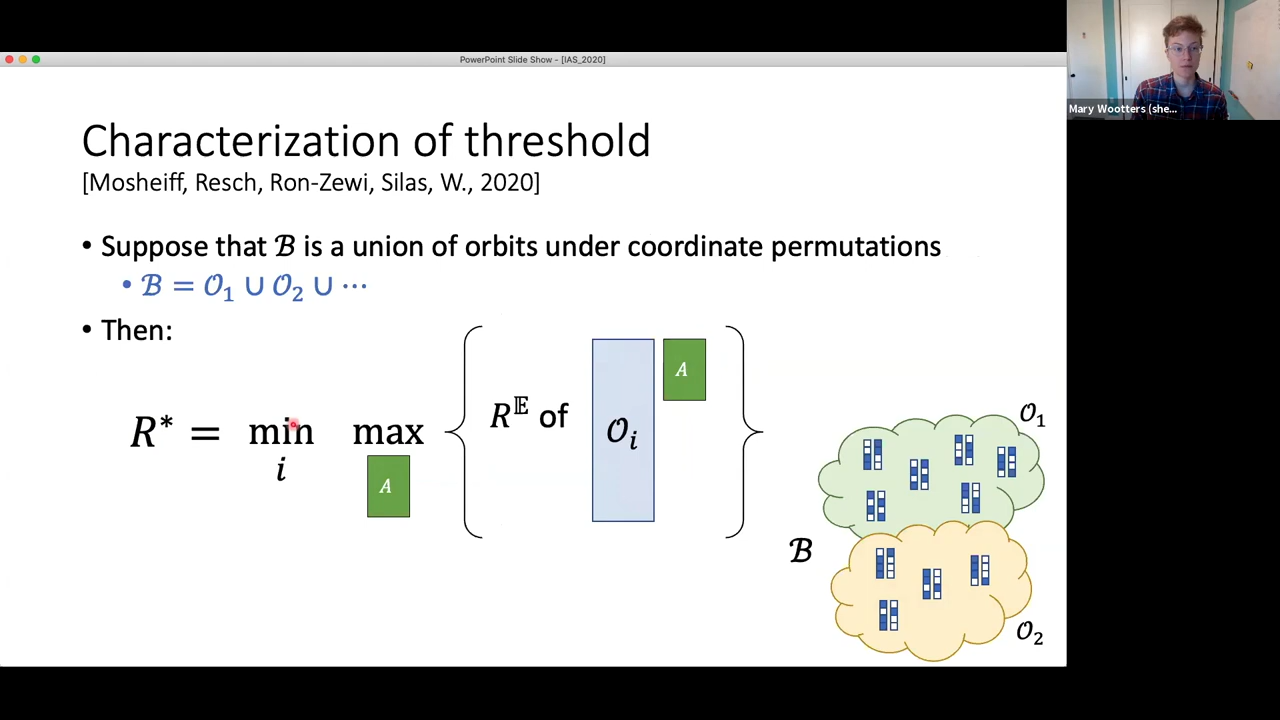 PowerPoint Slide Show - [IAS_2020]
Mary Wootters (she...
Characterization of threshold
[Mosheiff, Resch, Ron-Zewi, Silas, W., 2020]
• Suppose that ℬ is a union of orbits under coordinate permutations
• ℬ = 𝒪₁ ∪ 𝒪₂ ∪ ⋯
• Then:
R* = min i max A { R^𝔼 of 𝒪ᵢ A }
𝒪₁
ℬ
𝒪₂